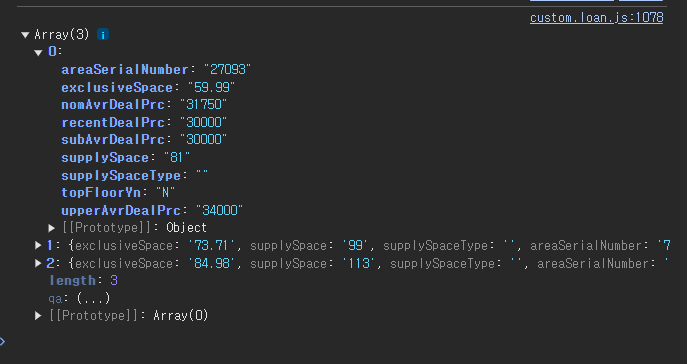 custom.loan.js:1078
▼ Array(3) i
▼ 0:
areaSerialNumber: "27093"
exclusiveSpace: "59.99"
nomAvrDealPrc: "31750"
recentDealPrc: "30000"
subAvrDealPrc: "30000"
supplySpace: "81"
supplySpaceType: ""
topFloorYn: "N"
upperAvrDealPrc: "34000"
▶ [[Prototype]]: Object
▶ 1: {exclusiveSpace: '73.71', supplySpace: '99', supplySpaceType: '', areaSerialNumber: '7
▶ 2: {exclusiveSpace: '84.98', supplySpace: '113', supplySpaceType: '', areaSerialNumber: '
length: 3
qa: (...)
▶ [[Prototype]]: Array(0)
>